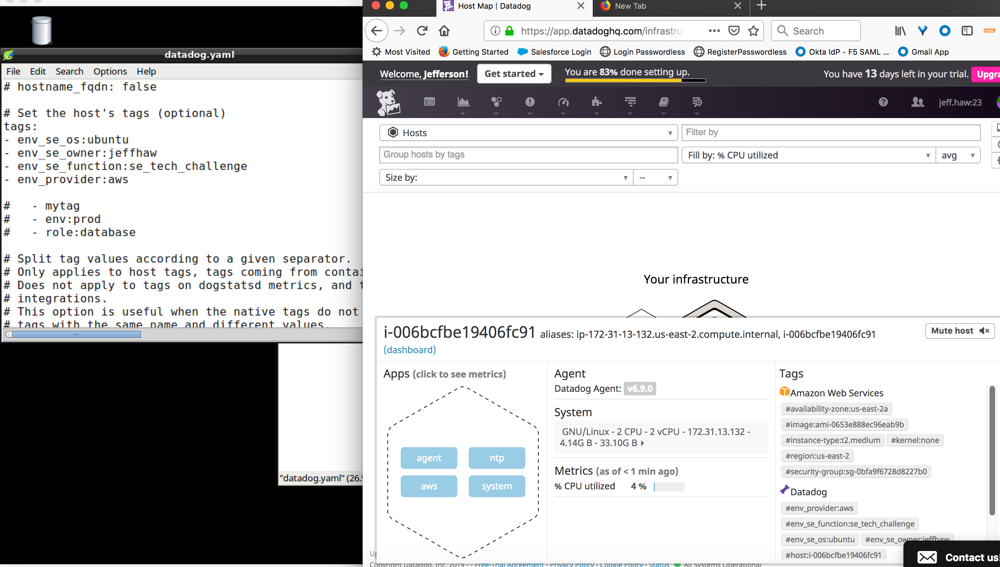 datadog.yaml
File Edit Search Options Help
# hostname_fqdn: false
# Set the host's tags (optional)
tags:
- env_se_os:ubuntu
- env_se_owner:jeffhaw
- env_se_function:se_tech_challenge
- env_provider:aws
#   - mytag
#   - env:prod
#   - role:database
# Split tag values according to a given separator.
# Only applies to host tags, tags coming from contai
# Does not apply to tags on dogstatsd metrics, and t
# integrations.
# This option is useful when the native tags do not
# tags with the same name and different values.
"datadog.yaml" (26.
Host Map | Datadog
New Tab
https://app.datadoghq.com/infrastru
Search
SAML
Most Visited Getting Started Salesforce Login Login Passwordless RegisterPasswordless Okta IdP - F5 SAML ... Gmail App
Welcome, Jefferson!
Get started
You are 83% done setting up.
You have 13 days left in your trial.
Upgra
jeff.haw.23
Hosts
Filter by
Group hosts by tags
Fill by: % CPU utilized
avg
Size by:
--
Your infrastructure
i-006bcfbe19406fc91 aliases: ip-172-31-13-132.us-east-2.compute.internal, i-006bcfbe19406fc91
(dashboard)
Mute host
Apps (click to see metrics)
agent
ntp
aws
system
Agent
Datadog Agent: v6.9.0
System
GNU/Linux - 2 CPU - 2 vCPU - 172.31.13.132 -
4.14G B - 33.10G B
Metrics (as of < 1 min ago)
% CPU utilized 4 %
Tags
Amazon Web Services
#availability-zone:us-east-2a
#image:ami-0653e888ec96eab9b
#instance-type:t2.medium #kernel:none
#region:us-east-2
#security-group:sg-0bfa9f6728d8227b0
Datadog
#env_provider:aws
#env_se_function:se_tech_challenge
#env_se_os:ubuntu #env_se_owner:jeffhaw
#host:i-006bcfbe19406fc91
Contact us!
Copyright Datadog, Inc. 2019 - - Free-Trial Agreement - Privacy Policy - Cookie Policy - Status All Systems Operational